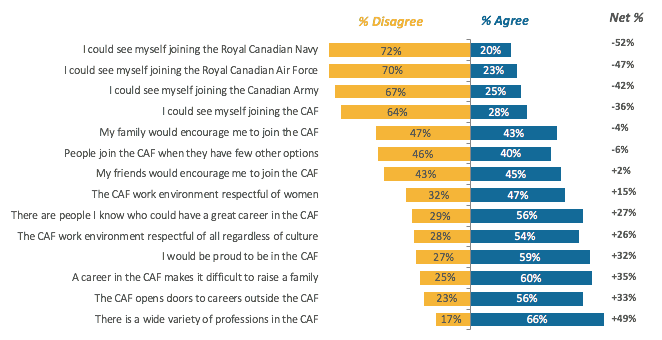 % Disagree % Agree Net %
I could see myself joining the Royal Canadian Navy 72% 20% -52%
I could see myself joining the Royal Canadian Air Force 70% 23% -47%
I could see myself joining the Canadian Army 67% 25% -42%
I could see myself joining the CAF 64% 28% -36%
My family would encourage me to join the CAF 47% 43% -4%
People join the CAF when they have few other options 46% 40% -6%
My friends would encourage me to join the CAF 43% 45% +2%
The CAF work environment respectful of women 32% 47% +15%
There are people I know who could have a great career in the CAF 29% 56% +27%
The CAF work environment respectful of all regardless of culture 28% 54% +26%
I would be proud to be in the CAF 27% 59% +32%
A career in the CAF makes it difficult to raise a family 25% 60% +35%
The CAF opens doors to careers outside the CAF 23% 56% +33%
There is a wide variety of professions in the CAF 17% 66% +49%